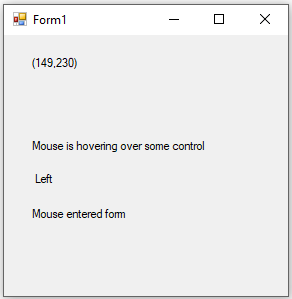 Form1
(149,230)
Mouse is hovering over some control
Left
Mouse entered form